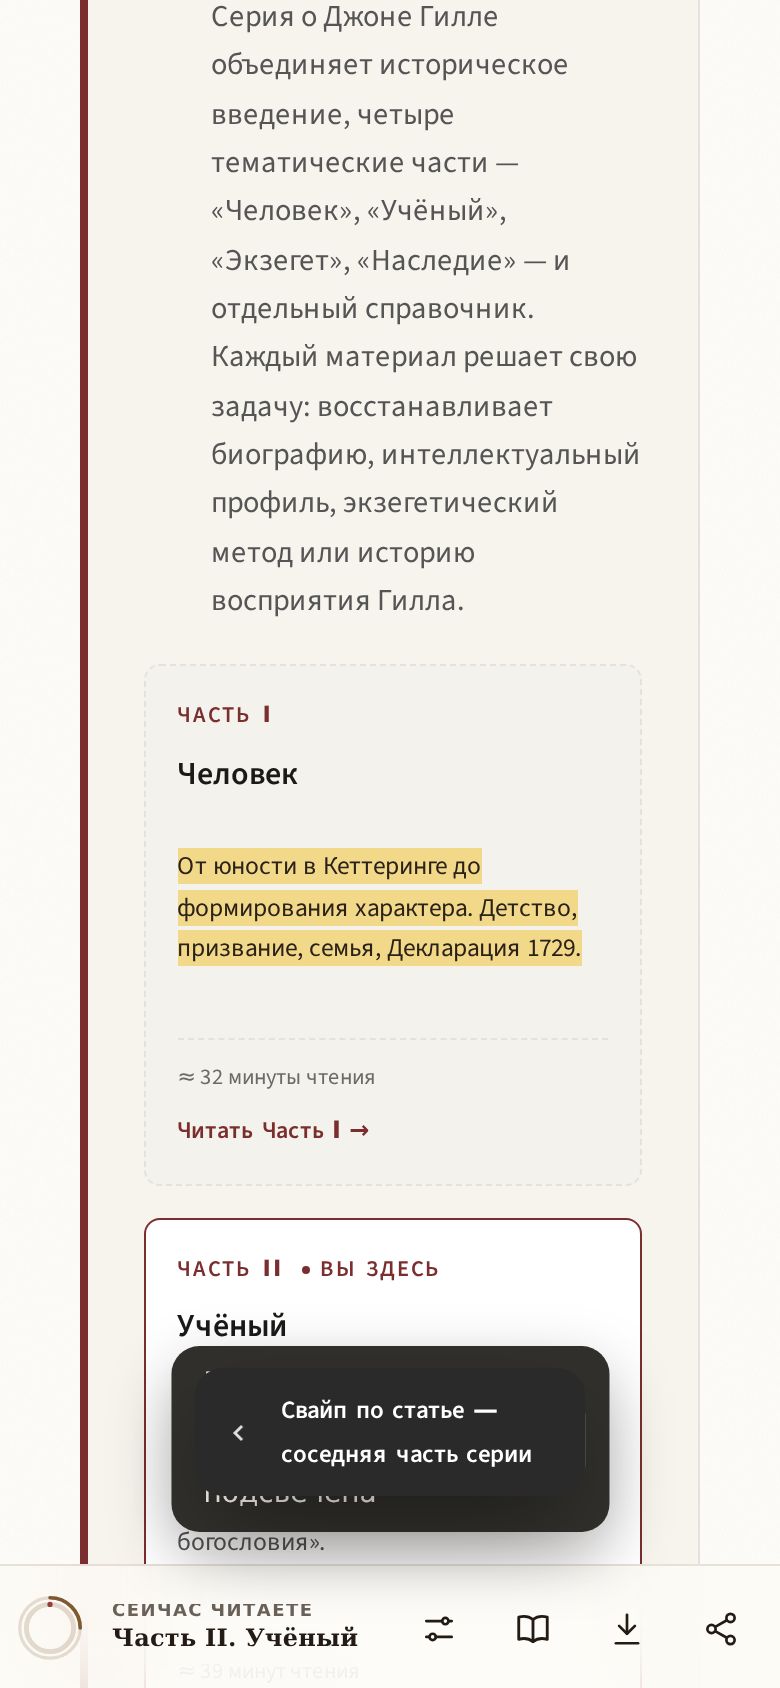 Серия о Джоне Гилле
объединяет историческое
введение, четыре
тематические части —
«Человек», «Учёный»,
«Экзегет», «Наследие» — и
отдельный справочник.
Каждый материал решает свою
задачу: восстанавливает
биографию, интеллектуальный
профиль, экзегетический
метод или историю
восприятия Гилла.
ЧАСТЬ I
Человек
От юности в Кеттеринге до
формирования характера. Детство,
призвание, семья, Декларация 1729.
≈ 32 минуты чтения
Читать Часть I →
ЧАСТЬ II • ВЫ ЗДЕСЬ
Учёный
Свайп по статье —
соседняя часть серии
богословия».
СЕЙЧАС ЧИТАЕТЕ
Часть II. Учёный
≈ 39 минут чтения